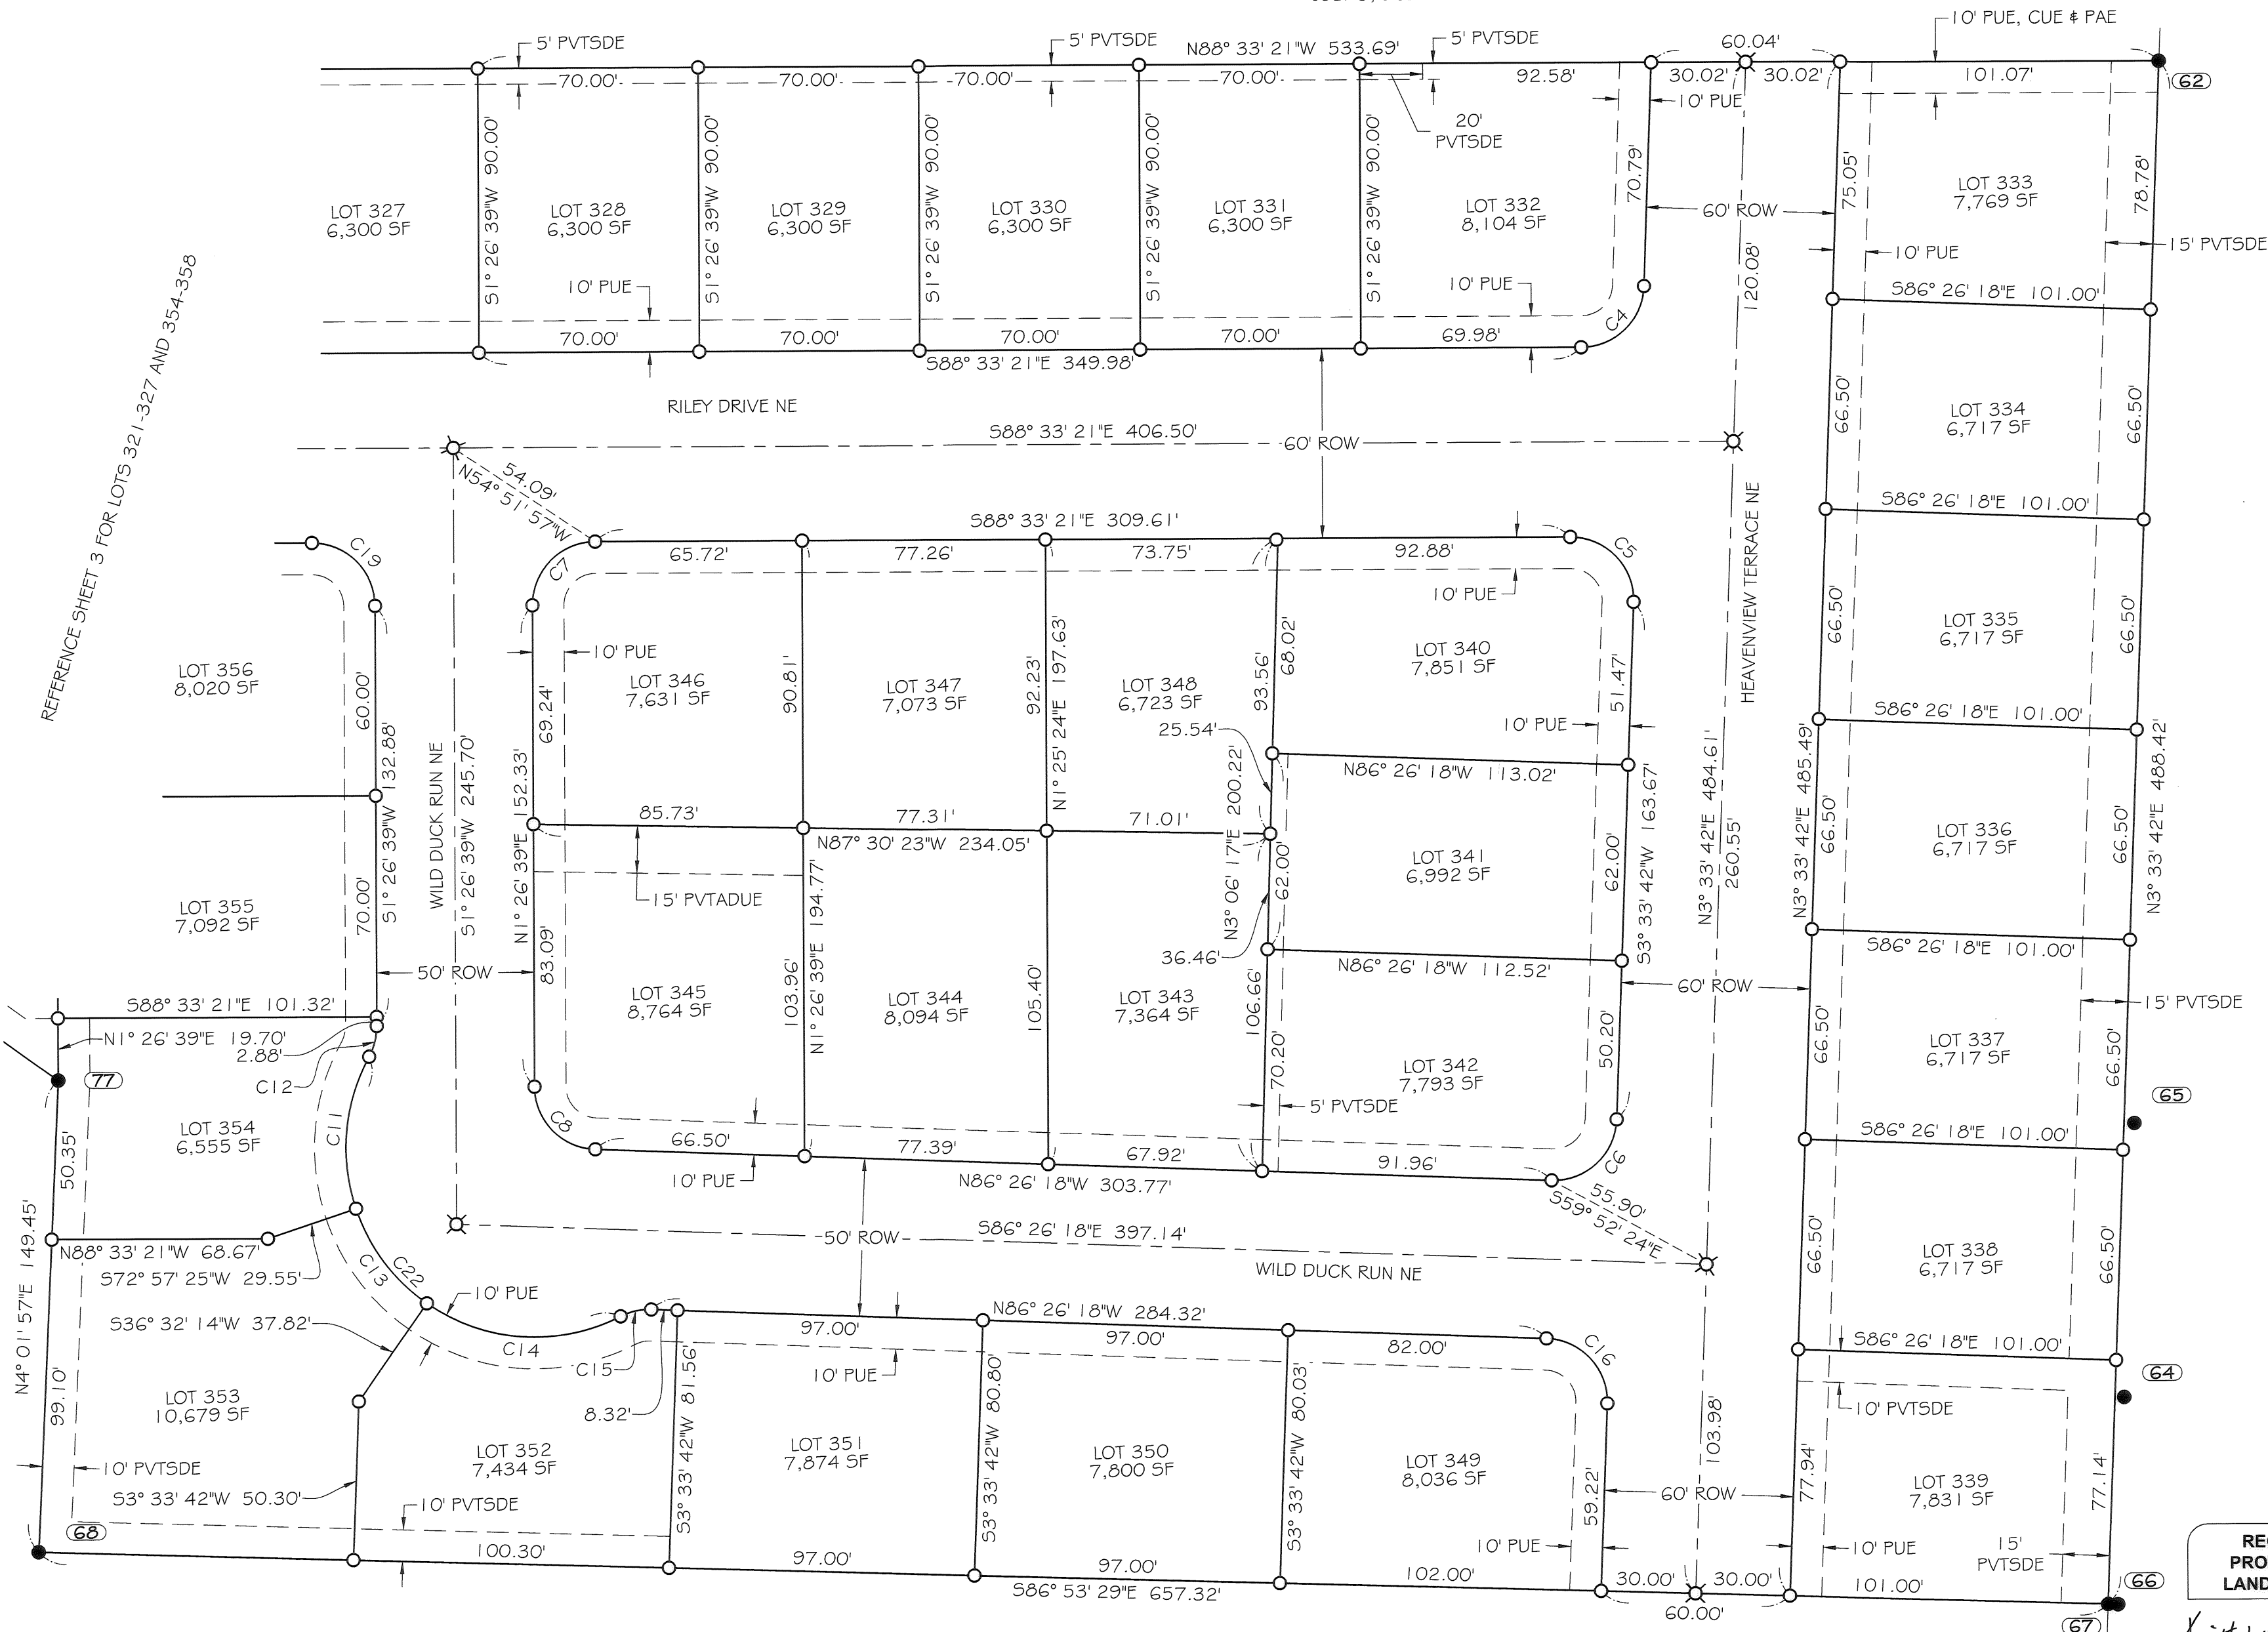 10' PUE, CUE & PAE
5' PVTSDE
5' PVTSDE
N88° 33' 21"W 533.69'
5' PVTSDE
60.04'
70.00'
70.00'
70.00'
70.00'
92.58'
30.02'
30.02'
101.07'
62
10' PUE
20'
PVTSDE
S1° 26' 39"W 90.00'
S1° 26' 39"W 90.00'
S1° 26' 39"W 90.00'
S1° 26' 39"W 90.00'
S1° 26' 39"W 90.00'
70.79'
75.05'
78.78'
LOT 327
6,300 SF
LOT 328
6,300 SF
LOT 329
6,300 SF
LOT 330
6,300 SF
LOT 331
6,300 SF
LOT 332
8,104 SF
60' ROW
LOT 333
7,769 SF
15' PVTSDE
10' PUE
120.08'
10' PUE
10' PUE
C4
S86° 26' 18"E 101.00'
70.00'
70.00'
70.00'
70.00'
69.98'
S88° 33' 21"E 349.98'
REFERENCE SHEET 3 FOR LOTS 321-327 AND 354-358
RILEY DRIVE NE
S88° 33' 21"E 406.50'
60' ROW
66.50'
LOT 334
6,717 SF
66.50'
54.09'
N54° 51' 57"W
HEAVENVIEW TERRACE NE
S86° 26' 18"E 101.00'
S88° 33' 21"E 309.61'
C19
C7
65.72'
77.26'
73.75'
92.88'
C5
10' PUE
66.50'
LOT 335
6,717 SF
66.50'
LOT 356
8,020 SF
60.00'
132.88'
S1° 26' 39"W
10' PUE
69.24'
LOT 346
7,631 SF
90.81'
LOT 347
7,073 SF
92.23'
N1° 25' 24"E 197.63'
LOT 348
6,723 SF
93.56'
68.02'
LOT 340
7,851 SF
51.47'
25.54'
10' PUE
S86° 26' 18"E 101.00'
WILD DUCK RUN NE
S1° 26' 39"W 245.70'
N1° 26' 39"E 152.33'
N86° 26' 18"W 113.02'
N3° 33' 42"E 484.61'
260.55'
N3° 33' 42"E 485.49'
66.50'
LOT 336
6,717 SF
66.50'
N3° 33' 42"E 488.42'
85.73'
77.31'
71.01'
N87° 30' 23"W 234.05'
N3° 06' 17"E 200.22'
62.00'
LOT 341
6,992 SF
62.00'
S3° 33' 42"W 163.67'
15' PVTADUE
LOT 355
7,092 SF
70.00'
50' ROW
83.09'
36.46'
N86° 26' 18"W 112.52'
S86° 26' 18"E 101.00'
60' ROW
15' PVTSDE
S88° 33' 21"E 101.32'
N1° 26' 39"E 19.70'
2.88'
LOT 345
8,764 SF
103.96'
N1° 26' 39"E 194.77'
LOT 344
8,094 SF
105.40'
LOT 343
7,364 SF
106.66'
70.20'
50.20'
66.50'
LOT 337
6,717 SF
66.50'
77
C12
LOT 342
7,793 SF
5' PVTSDE
65
C11
LOT 354
6,555 SF
50.35'
C8
66.50'
77.39'
67.92'
91.96'
C6
S86° 26' 18"E 101.00'
10' PUE
N86° 26' 18"W 303.77'
55.90'
S59° 52' 24"E
N4° 01' 57"E 149.45'
N88° 33' 21"W 68.67'
S72° 57' 25"W 29.55'
50' ROW
S86° 26' 18"E 397.14'
WILD DUCK RUN NE
66.50'
LOT 338
6,717 SF
66.50'
C13
C22
10' PUE
S36° 32' 14"W 37.82'
N86° 26' 18"W 284.32'
C14
C15
97.00'
97.00'
82.00'
C16
S86° 26' 18"E 101.00'
10' PUE
64
8.32'
10' PVTSDE
99.10'
LOT 353
10,679 SF
LOT 352
7,434 SF
S3° 33' 42"W 81.56'
LOT 351
7,874 SF
S3° 33' 42"W 80.80'
LOT 350
7,800 SF
S3° 33' 42"W 80.03'
LOT 349
8,036 SF
59.22'
103.98'
60' ROW
77.94'
LOT 339
7,831 SF
77.14'
10' PVTSDE
S3° 33' 42"W 50.30'
10' PVTSDE
68
10' PUE
10' PUE
15'
PVTSDE
100.30'
97.00'
97.00'
102.00'
30.00'
30.00'
101.00'
S86° 53' 29"E 657.32'
60.00'
66
67